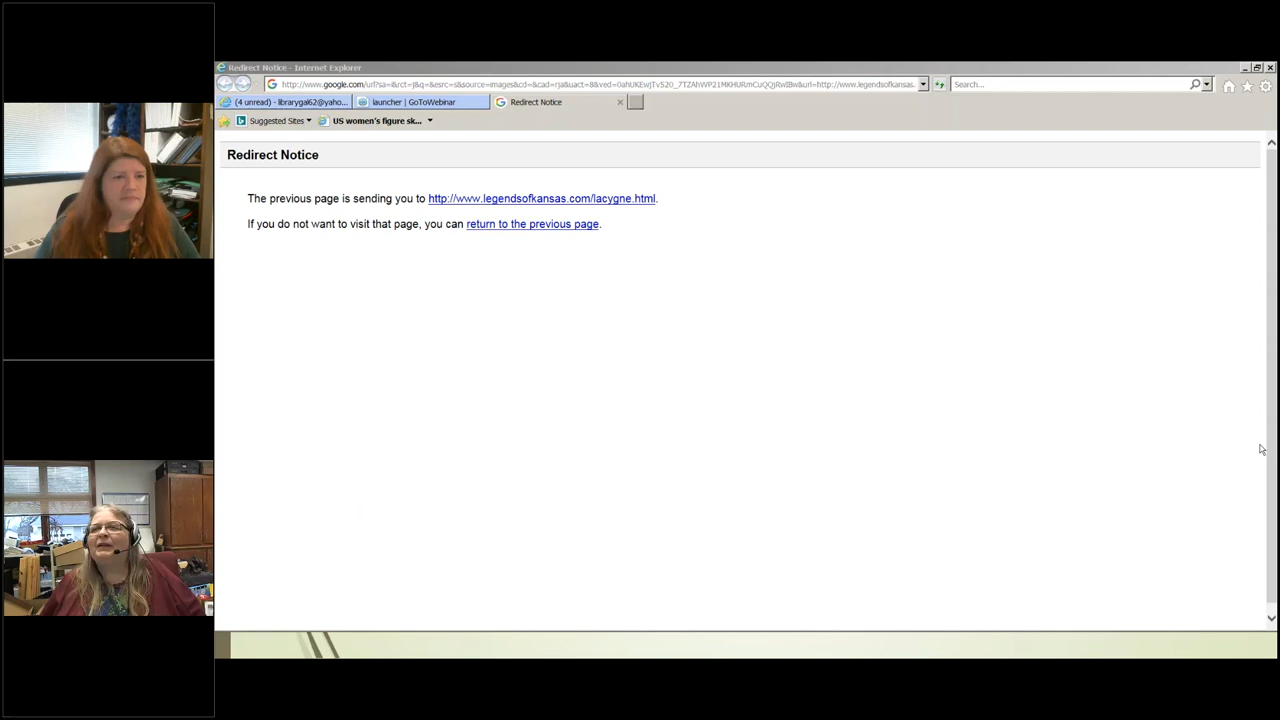 Redirect Notice - Internet Explorer
Search...
(4 unread) - librarygal62@yaho...
launcher | GoToWebinar
Redirect Notice
Suggested Sites
US women's figure sk...
Redirect Notice
The previous page is sending you to http://www.legendsofkansas.com/lacygne.html.
If you do not want to visit that page, you can return to the previous page.